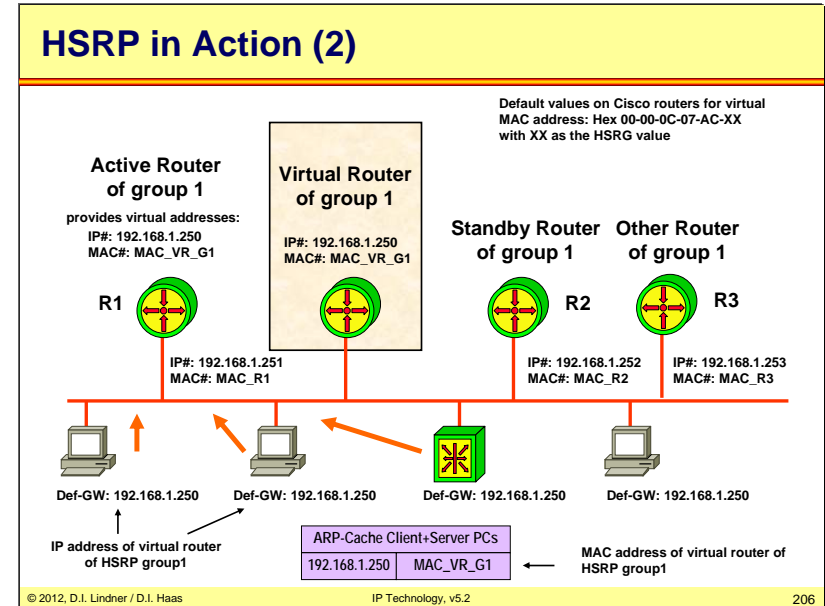 HSRP in Action (2)
Default values on Cisco routers for virtual
MAC address: Hex 00-00-0C-07-AC-XX
with XX as the HSRG value
Active Router
of group 1
provides virtual addresses:
IP#: 192.168.1.250
MAC#: MAC_VR_G1
R1
IP#: 192.168.1.251
MAC#: MAC_R1
Virtual Router
of group 1
IP#: 192.168.1.250
MAC#: MAC_VR_G1
Standby Router
of group 1
R2
IP#: 192.168.1.252
MAC#: MAC_R2
Other Router
of group 1
R3
IP#: 192.168.1.253
MAC#: MAC_R3
Def-GW: 192.168.1.250
Def-GW: 192.168.1.250
Def-GW: 192.168.1.250
Def-GW: 192.168.1.250
IP address of virtual router
of HSRP group1
ARP-Cache Client+Server PCs
192.168.1.250 MAC_VR_G1
MAC address of virtual router of
HSRP group1
© 2012, D.I. Lindner / D.I. Haas
IP Technology, v5.2
206